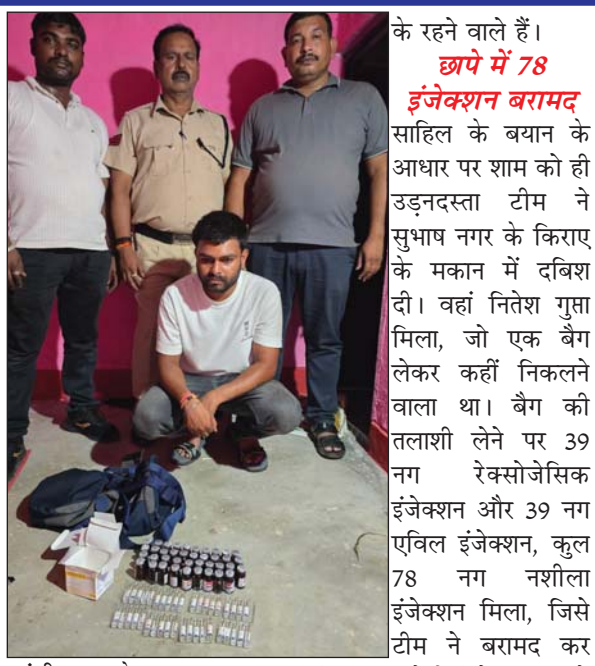 के रहने वाले हैं।
छापे में 78
इंजेक्शन बरामद
साहिल के बयान के
आधार पर शाम को ही
उड़नदस्ता टीम ने
सुभाष नगर के किराए
के मकान में दबिश
दी। वहां नितेश गुप्ता
मिला, जो एक बैग
लेकर कहीं निकलने
वाला था। बैग की
तलाशी लेने पर 39
नग रेक्सोजेसिक
इंजेक्शन और 39 नग
एविल इंजेक्शन, कुल
78 नग नशीला
इंजेक्शन मिला, जिसे
टीम ने बरामद कर